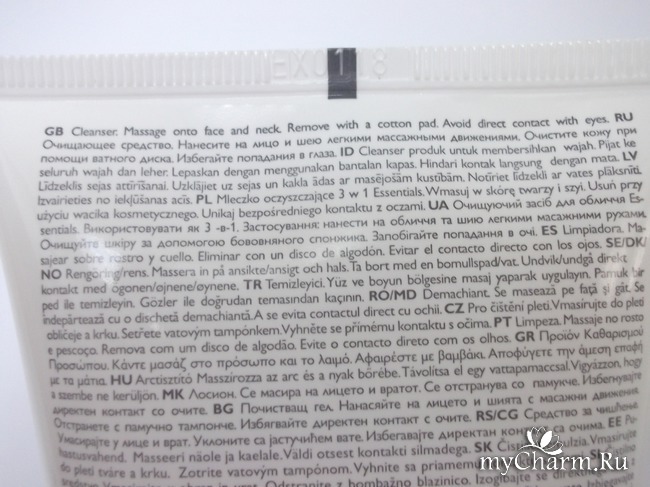 EXJ 1 8
GB Cleanser. Massage onto face and neck. Remove with a cotton pad. Avoid direct contact with eyes. RU
Очищающее средство. Нанесите на лицо и шею легкими массажными движениями. Очистите кожу при
помощи ватного диска. Избегайте попадания в глаза. ID Cleanser produk untuk membersihkan wajah. Pijat ke
seluruh wajah dan leher. Lepaskan dengan menggunakan bantalan kapas. Hindari kontak langsung dengan mata. LV
Līdzeklis sejas attīrīšanai. Uzklājiet uz sejas un kakla ādas ar masējošām kustībām. Notīriet līdzekli ar vates plāksnīti.
Izvairieties no iekļūšanas acīs. PL Mleczko oczyszczające 3 w 1 Essentials. Wmasuj w skórę twarzy i szyi. Usuń przy
użyciu wacika kosmetycznego. Unikaj bezpośredniego kontaktu z oczami. UA Очищуючий засіб для обличчя Es-
sentials. Використовувати як 3 -в-1. Застосування: нанести на обличчя та шию легкими масажними рухами.
Очищуйте шкіру за допомогою бововняного спонжика. Запобігайте попадання в очі. ES Limpiadora. Ma-
sajear sobre rostro y cuello. Eliminar con un disco de algodón. Evitar el contacto directo con los ojos. SE/DK/
NO Rengöring/rens. Massera in på ansikte/ansigt och hals. Ta bort med en bomullspad/vat. Undvik/undgå direkt
kontakt med ögonen/øjnene/øynene. TR Temizleyici. Yüz ve boyun bölgesine masaj yaparak uygulayın. Pamuk bir
ped ile temizleyin. Gözler ile doğrudan temasından kaçının. RO/MD Demachiant. Se masează pe faţă şi gât. Se
îndepărtează cu o dischetă demachiantă. A se evita contactul direct cu ochii. CZ Pro čištění pleti. Vmasírujte do pleti
obličeje a krku. Setřete vatovým tampónkem. Vyhněte se přímému kontaktu s očima. PT Limpeza. Massaje no rosto
e pescoço. Remova com um disco de algodão. Evite o contacto direto com os olhos. GR Προϊόν Καθαρισμού
Προσώπου. Κάντε μασάζ στο πρόσωπο και το λαιμό. Αφαιρέστε με βαμβάκι. Αποφύγετε την άμεση επαφή
με τα μάτια. HU Arctisztító Masszírozza az arc és a nyak bőrébe. Távolítsa el egy vattapamaccsal. Vigyázzon, hogy
a szembe ne kerüljön. MK Лосион. Се масира на лицето и вратот. Се отстранува со памукче. Избегнувајте
директен контакт со очите. BG Почистващ гел. Нанасяйте на лицето и шията с масажни движения.
Отстранете с памучно тампонче. Избягвайте директен контакт с очите. RS/CG Средство за чишћење.
Умасирајте у лице и врат. Уклоните са јастучићем вате. Избегавајте директан контакт са очима. EE
hastusvahend. Masseeri näole ja kaelale. Väldi otsest kontakti silmadega. SK Vmasírujte
do pleti tváre a krku. Zotrite vatovým tampónom. Vyhnite sa priamemu
Odstranite z bombažno blazinico. Izogibajte se
myCharm.Ru